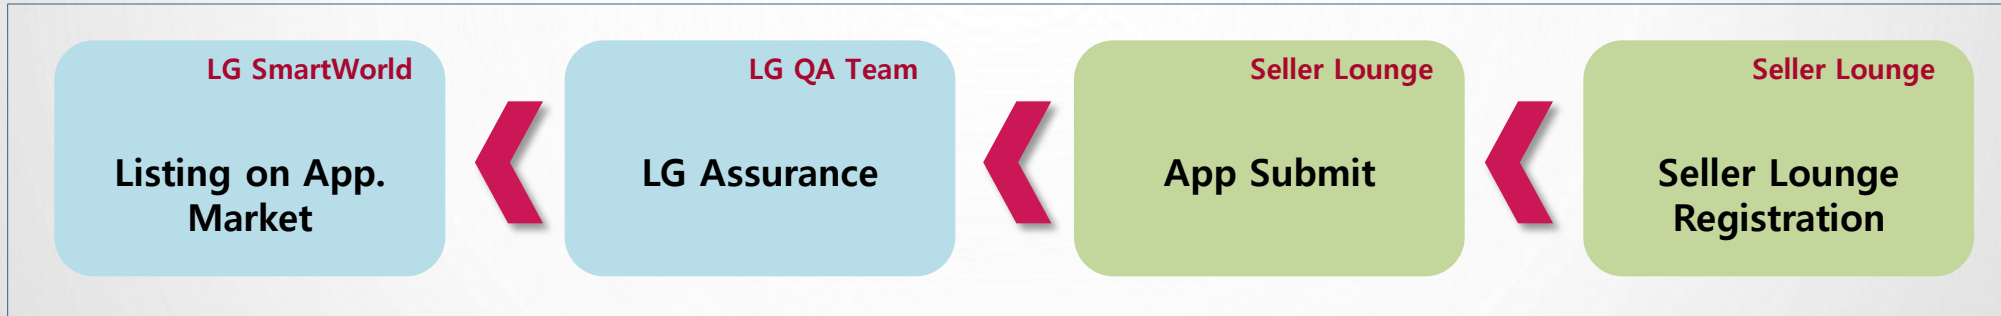 LG SmartWorld
Listing on App.
Market
LG QA Team
LG Assurance
Seller Lounge
App Submit
Seller Lounge
Seller Lounge
Registration